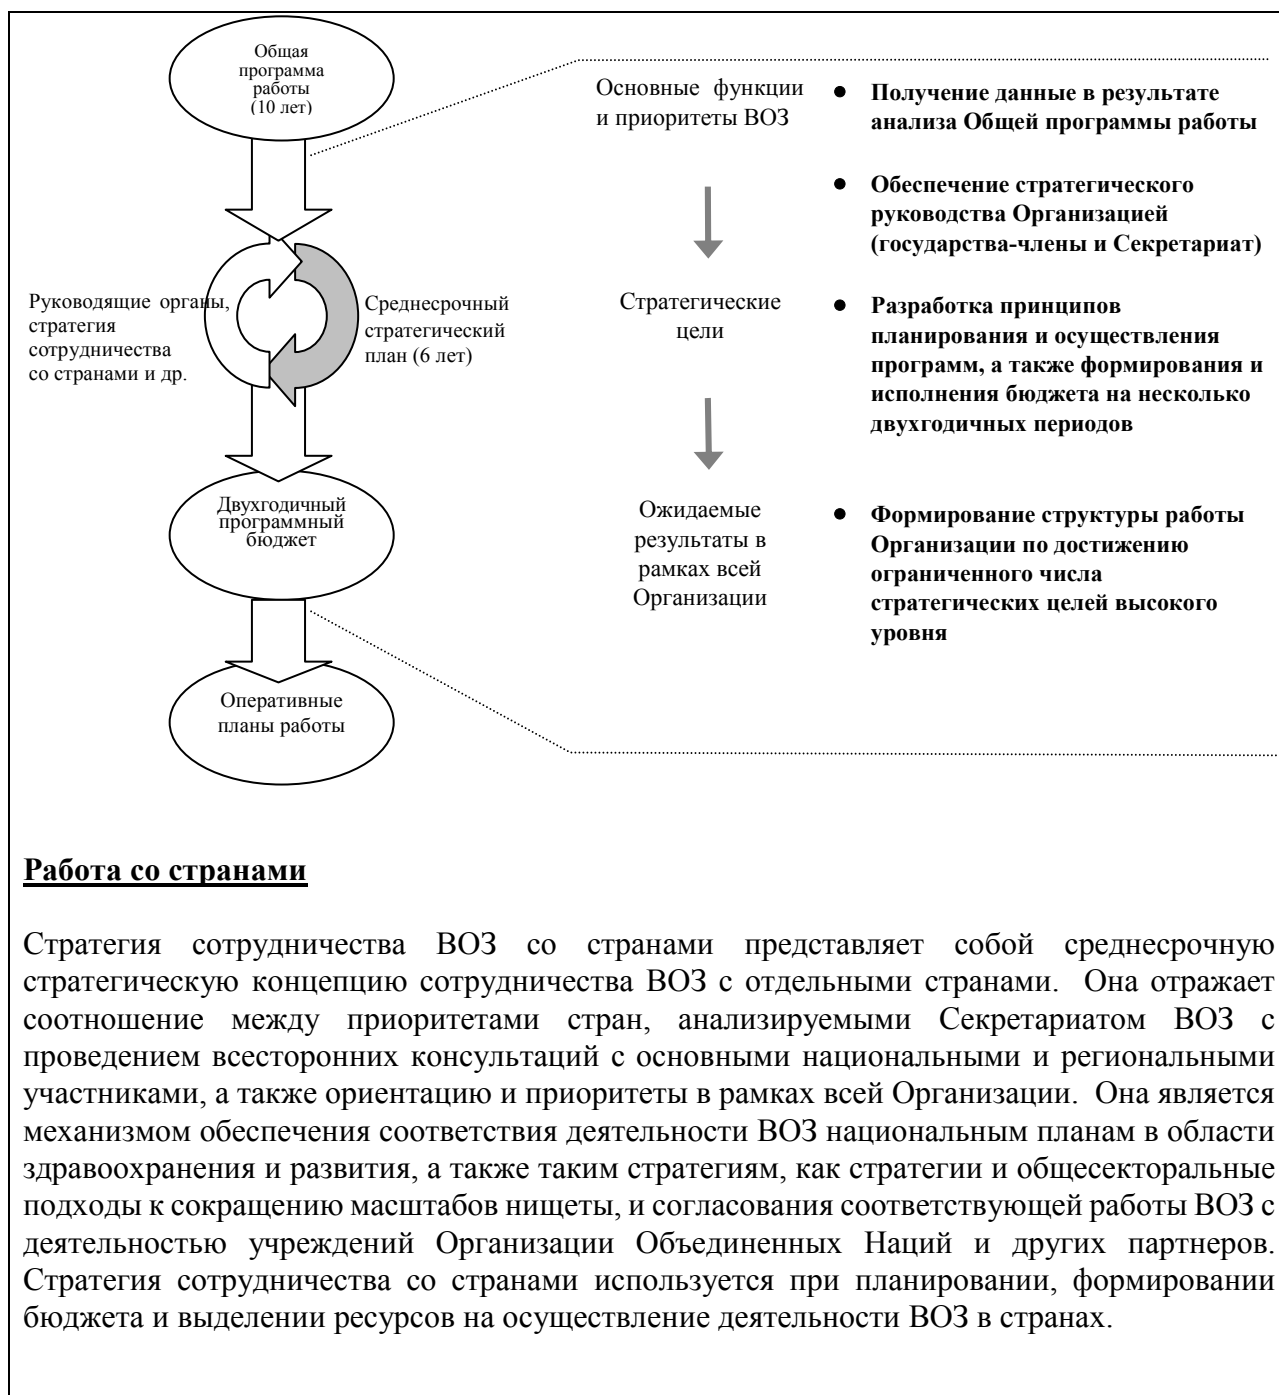 Общая
программа
работы
(10 лет)
Руководящие органы,
стратегия
сотрудничества
со странами и др.
Среднесрочный
стратегический
план (6 лет)
Двухгодичный
программный
бюджет
Оперативные
планы работы
Основные функции
и приоритеты ВОЗ
Стратегические
цели
Ожидаемые
результаты в
рамках всей
Организации
● Получение данные в результате
анализа Общей программы работы
● Обеспечение стратегического
руководства Организацией
(государства-члены и Секретариат)
● Разработка принципов
планирования и осуществления
программ, а также формирования и
исполнения бюджета на несколько
двухгодичных периодов
● Формирование структуры работы
Организации по достижению
ограниченного числа
стратегических целей высокого
уровня
Работа со странами
Стратегия сотрудничества ВОЗ со странами представляет собой среднесрочную
стратегическую концепцию сотрудничества ВОЗ с отдельными странами. Она отражает
соотношение между приоритетами стран, анализируемыми Секретариатом ВОЗ с
проведением всесторонних консультаций с основными национальными и региональными
участниками, а также ориентацию и приоритеты в рамках всей Организации. Она является
механизмом обеспечения соответствия деятельности ВОЗ национальным планам в области
здравоохранения и развития, а также таким стратегиям, как стратегии и общесекторальные
подходы к сокращению масштабов нищеты, и согласования соответствующей работы ВОЗ с
деятельностью учреждений Организации Объединенных Наций и других партнеров.
Стратегия сотрудничества со странами используется при планировании, формировании
бюджета и выделении ресурсов на осуществление деятельности ВОЗ в странах.